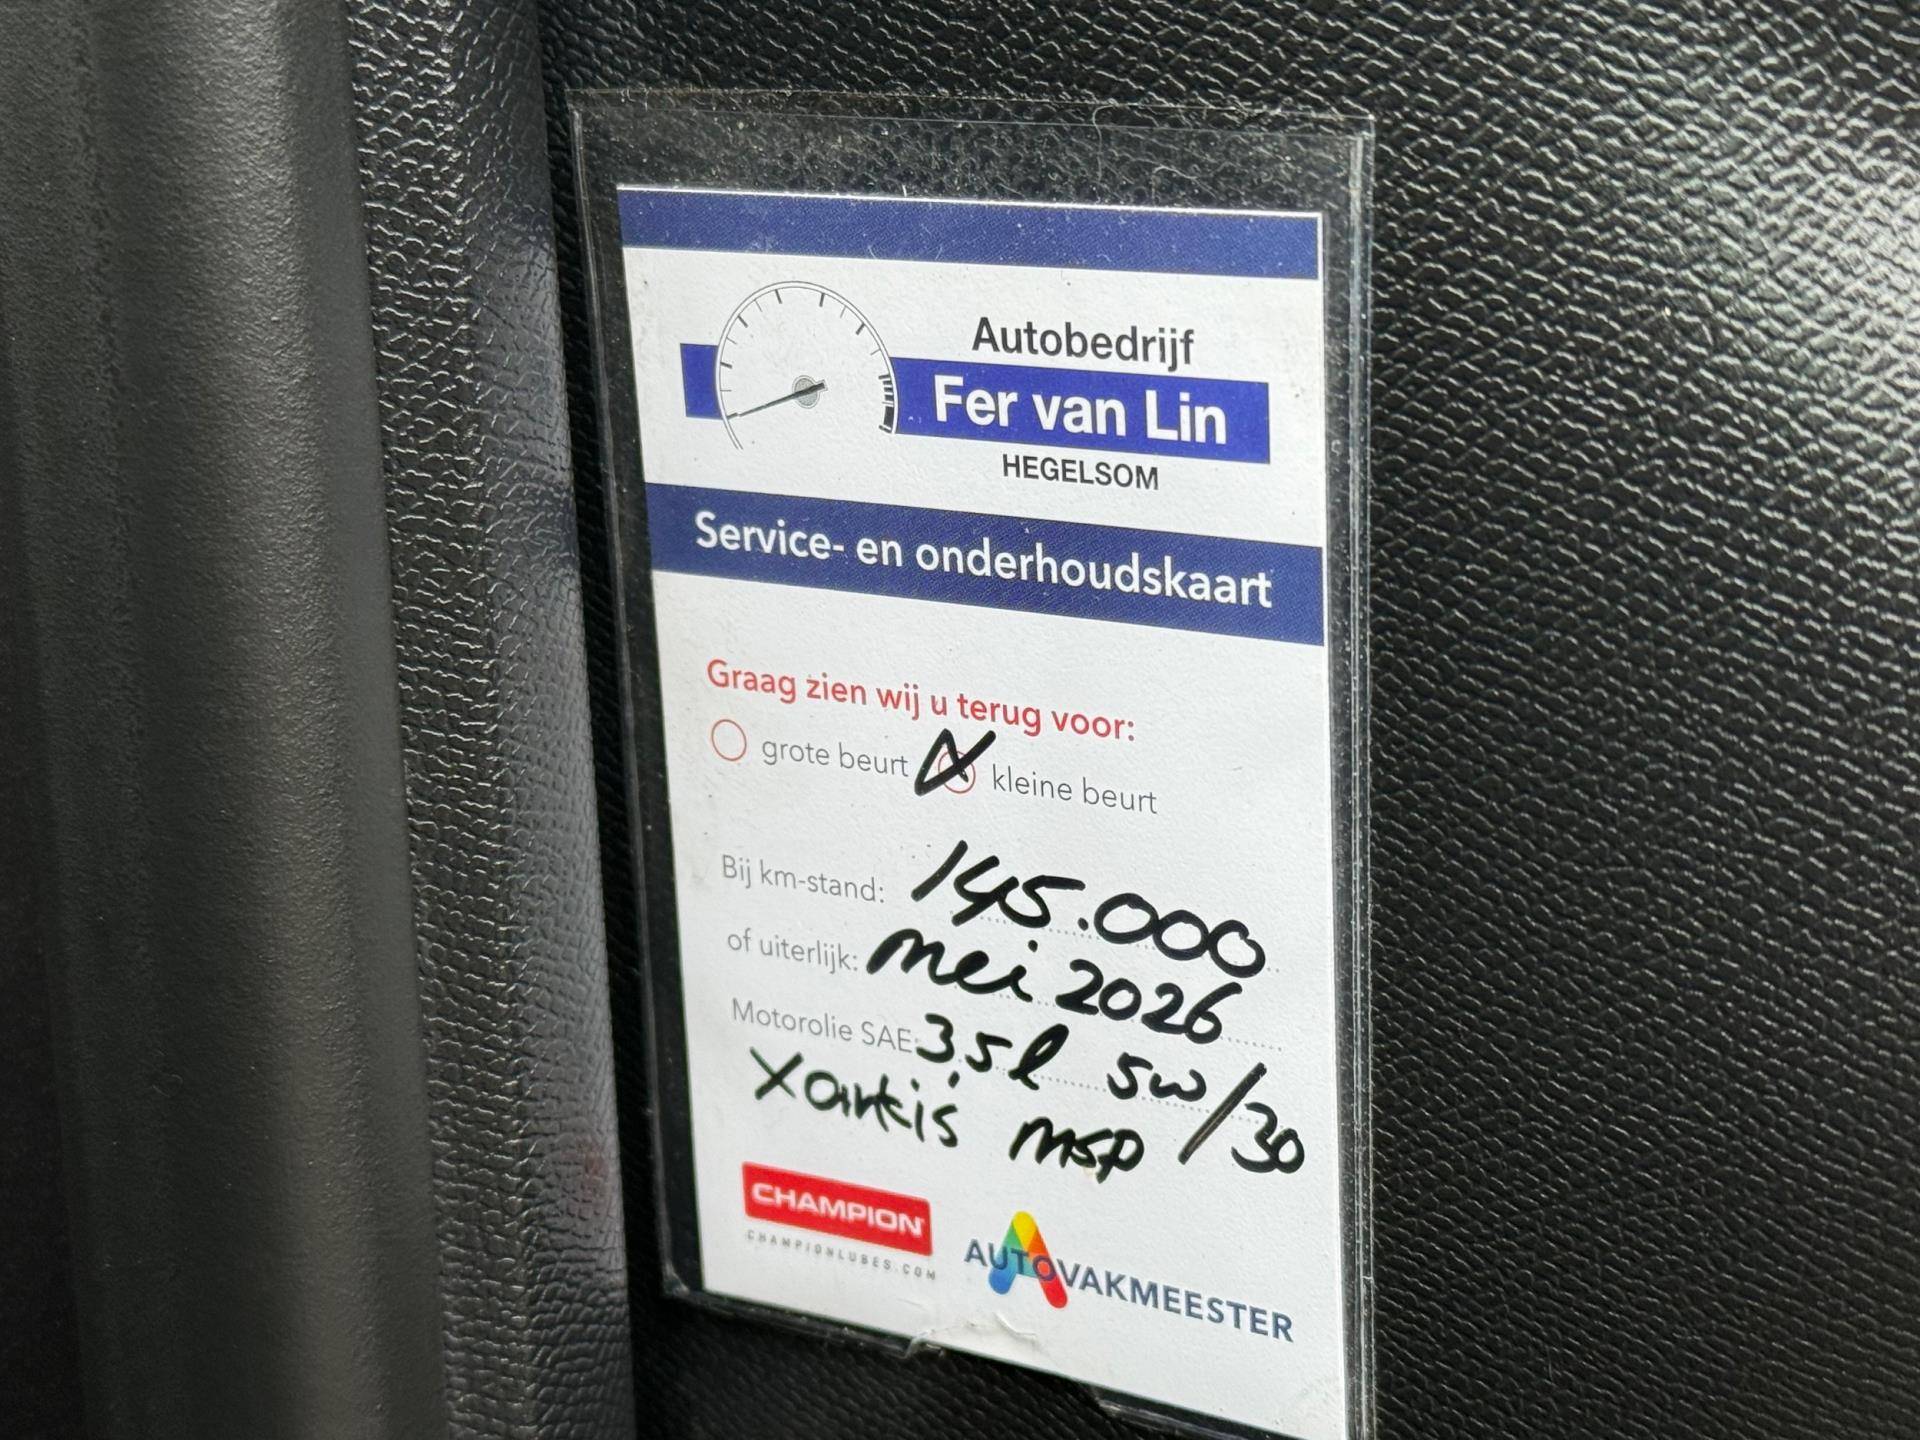 Autobedrijf
Fer van Lin
HEGELSOM
Service- en onderhoudskaart
Graag zien wij u terug voor:
grote beurt kleine beurt
Bij km-stand: 145.000
of uiterlijk: mei 2026
Motorolie SAE: 3,5l 5w/30
msp
CHAMPION
CHAMPIONLUBES.COM
AUTOVAKMEESTER